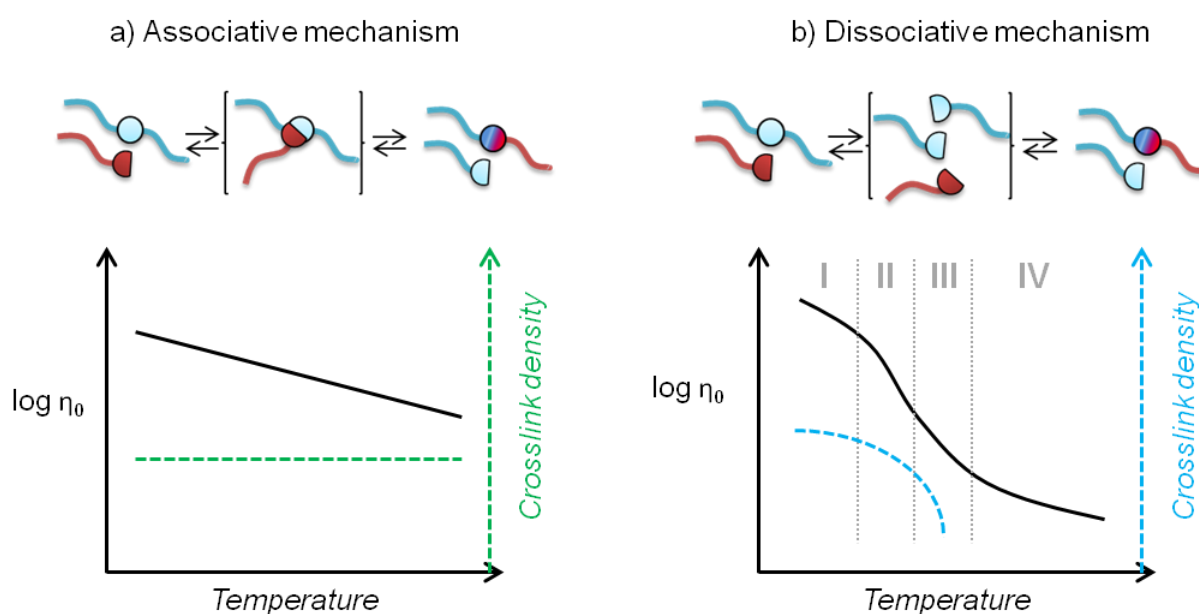 a) Associative mechanism
log η₀
Crosslink density
Temperature
b) Dissociative mechanism
I II III IV
log η₀
Crosslink density
Temperature